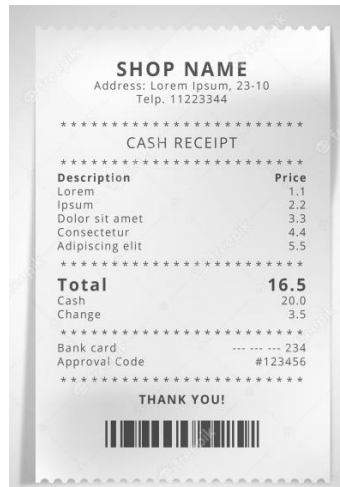 SHOP NAME
Address: Lorem Ipsum, 23-10
Telp. 11223344
* * * * * * * * * * * * * * * * * * * * * * * *
CASH RECEIPT
* * * * * * * * * * * * * * * * * * * * * * * *
Description Price
Lorem 1.1
Ipsum 2.2
Dolor sit amet 3.3
Consectetur 4.4
Adipiscing elit 5.5
* * * * * * * * * * * * * * * * * * * * * * * *
Total 16.5
Cash 20.0
Change 3.5
* * * * * * * * * * * * * * * * * * * * * * * *
Bank card --- --- --- 234
Approval Code #123456
* * * * * * * * * * * * * * * * * * * * * * * *
THANK YOU!